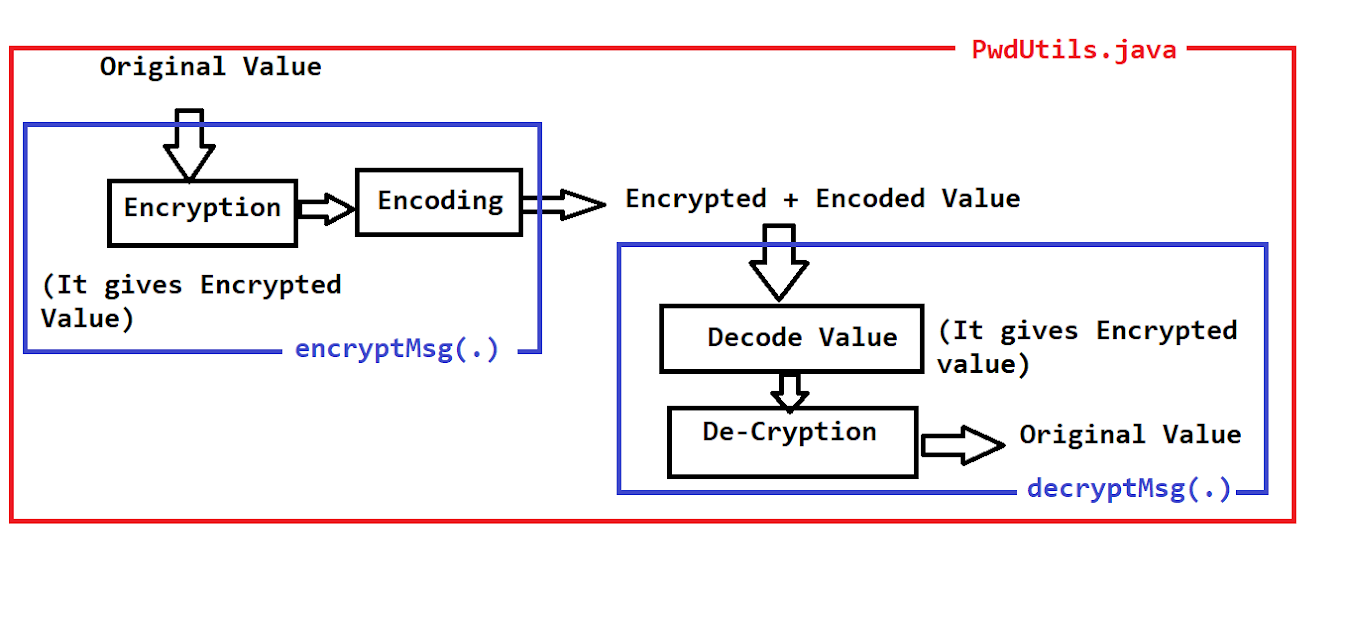 PwdUtils.java
Original Value
Encryption
Encoding
Encrypted + Encoded Value
(It gives Encrypted
Value)
encryptMsg(.)
Decode Value
(It gives Encrypted
value)
De-Cryption
Original Value
decryptMsg(.)